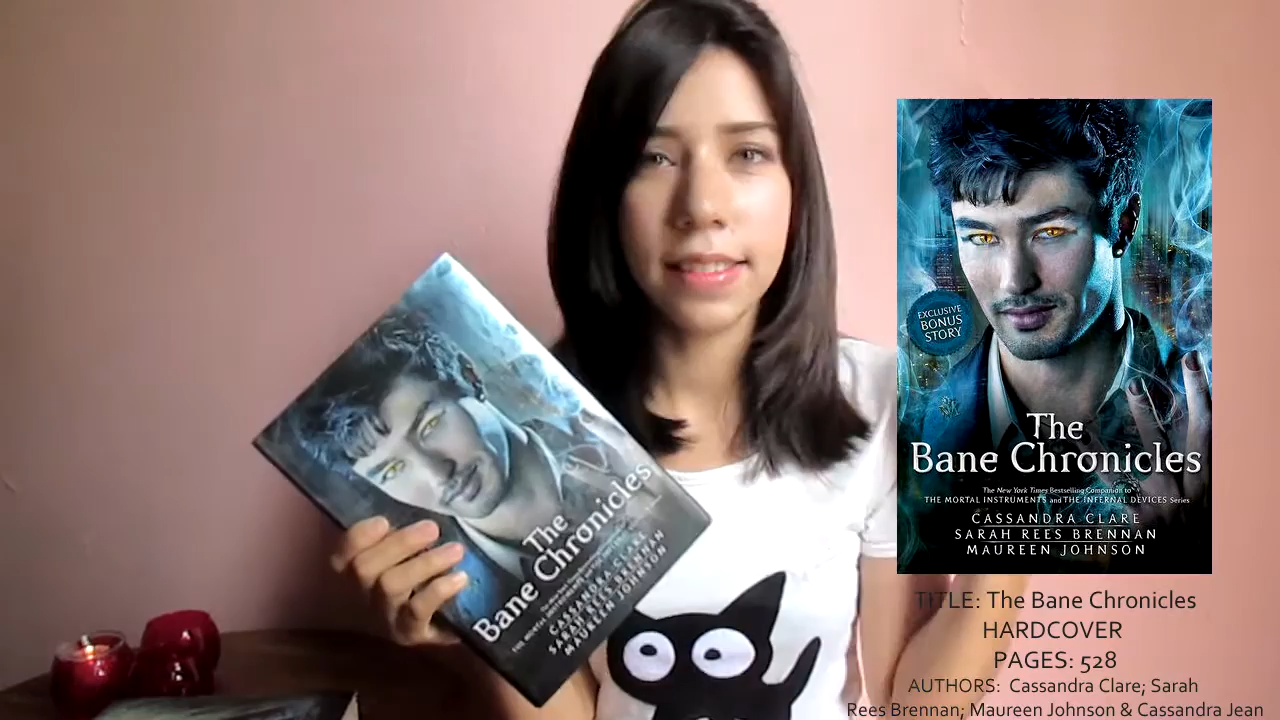 The
Bane Chronicles
CASSANDRA CLARE
SARAH REES BRENNAN
MAUREEN JOHNSON
EXCLUSIVE
BONUS
STORY
The
Bane Chronicles
The New York Times Bestselling Companion to
THE MORTAL INSTRUMENTS and THE INFERNAL DEVICES Series
CASSANDRA CLARE
SARAH REES BRENNAN
MAUREEN JOHNSON
TITLE: The Bane Chronicles
HARDCOVER
PAGES: 528
AUTHORS: Cassandra Clare; Sarah
Rees Brennan; Maureen Johnson & Cassandra Jean